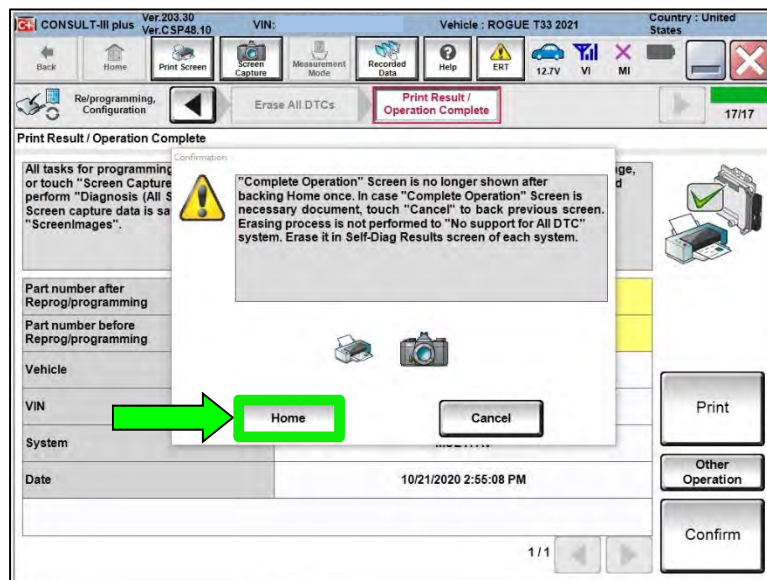 CONSULT-III plus
Ver.203.30
Ver.CSP48.10
VIN:
Vehicle : ROGUE T33 2021
Country : United
States
Back
Home
Print Screen
Screen
Capture
Measurement
Mode
Recorded
Data
Help
ERT
12.7V
VI
MI
Re/programming,
Configuration
Erase All DTCs
Print Result /
Operation Complete
17/17
Print Result / Operation Complete
All tasks for programming
or touch "Screen Capture
perform "Diagnosis (All S
Screen capture data is sa
"ScreenImages".
Confirmation
"Complete Operation" Screen is no longer shown after
backing Home once. In case "Complete Operation" Screen is
necessary document, touch "Cancel" to back previous screen.
Erasing process is not performed to "No support for All DTC"
system. Erase it in Self-Diag Results screen of each system.
Home
Cancel
Part number after
Reprog/programming
Part number before
Reprog/programming
Vehicle
VIN
System
Date
10/21/2020 2:55:08 PM
1/1
Print
Other
Operation
Confirm